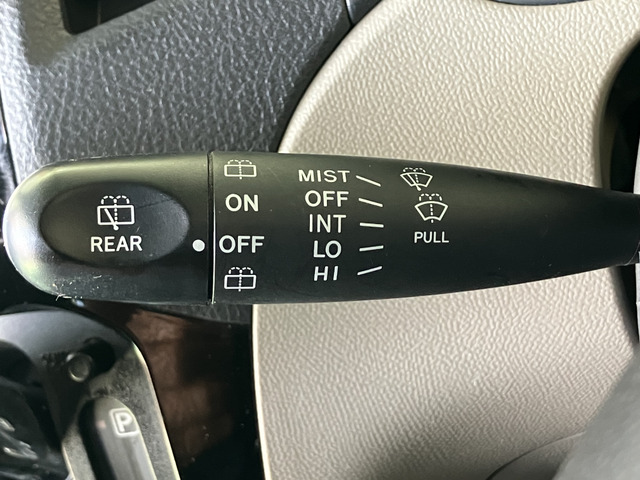 REAR
ON
OFF
MIST
OFF
INT
LO
HI
PULL
P